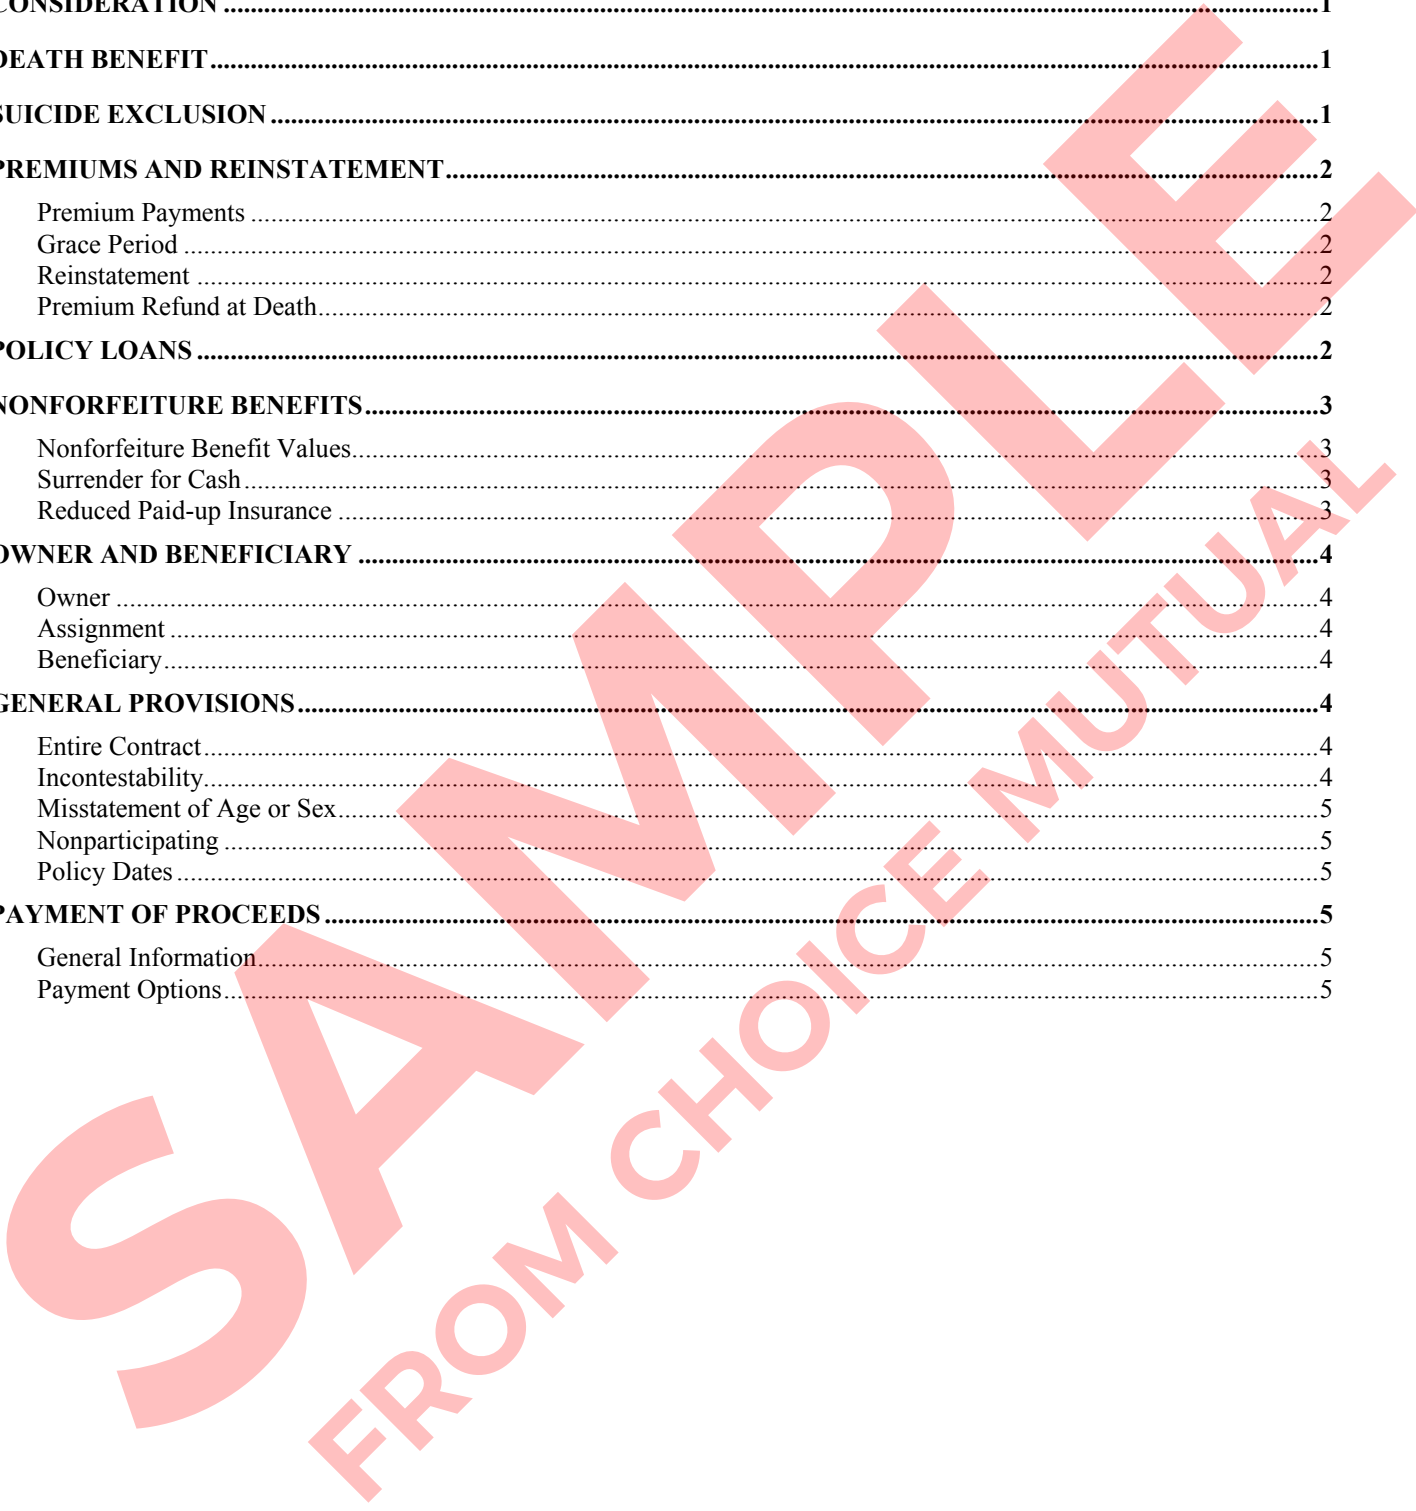 CONSIDERATION ........ 1
DEATH BENEFIT ........ 1
SUICIDE EXCLUSION ........ 1
PREMIUMS AND REINSTATEMENT ........ 2
Premium Payments ........ 2
Grace Period ........ 2
Reinstatement ........ 2
Premium Refund at Death ........ 2
POLICY LOANS ........ 2
NONFORFEITURE BENEFITS ........ 3
Nonforfeiture Benefit Values ........ 3
Surrender for Cash ........ 3
Reduced Paid-up Insurance ........ 3
OWNER AND BENEFICIARY ........ 4
Owner ........ 4
Assignment ........ 4
Beneficiary ........ 4
GENERAL PROVISIONS ........ 4
Entire Contract ........ 4
Incontestability ........ 4
Misstatement of Age or Sex ........ 5
Nonparticipating ........ 5
Policy Dates ........ 5
PAYMENT OF PROCEEDS ........ 5
General Information ........ 5
Payment Options ........ 5
SAMPLE
FROM CHOICE MUTUAL